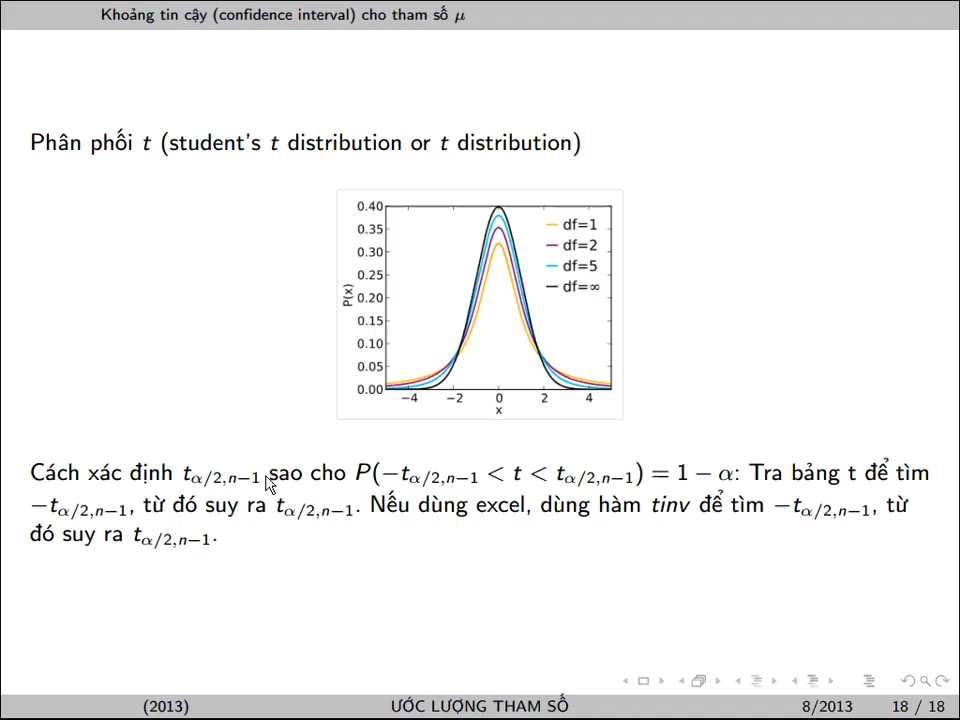 Khoảng tin cậy (confidence interval) cho tham số μ
Phân phối t (student's t distribution or t distribution)
0.40
0.35
0.30
0.25
0.20
0.15
0.10
0.05
0.00
P(x)
−4 −2 0 2 4
x
df=1
df=2
df=5
df=∞
Cách xác định t_{α/2,n−1} sao cho P(−t_{α/2,n−1} < t < t_{α/2,n−1}) = 1 − α: Tra bảng t để tìm
−t_{α/2,n−1}, từ đó suy ra t_{α/2,n−1}. Nếu dùng excel, dùng hàm tinv để tìm −t_{α/2,n−1}, từ
đó suy ra t_{α/2,n−1}.
(2013) ƯỚC LƯỢNG THAM SỐ 8/2013 18 / 18